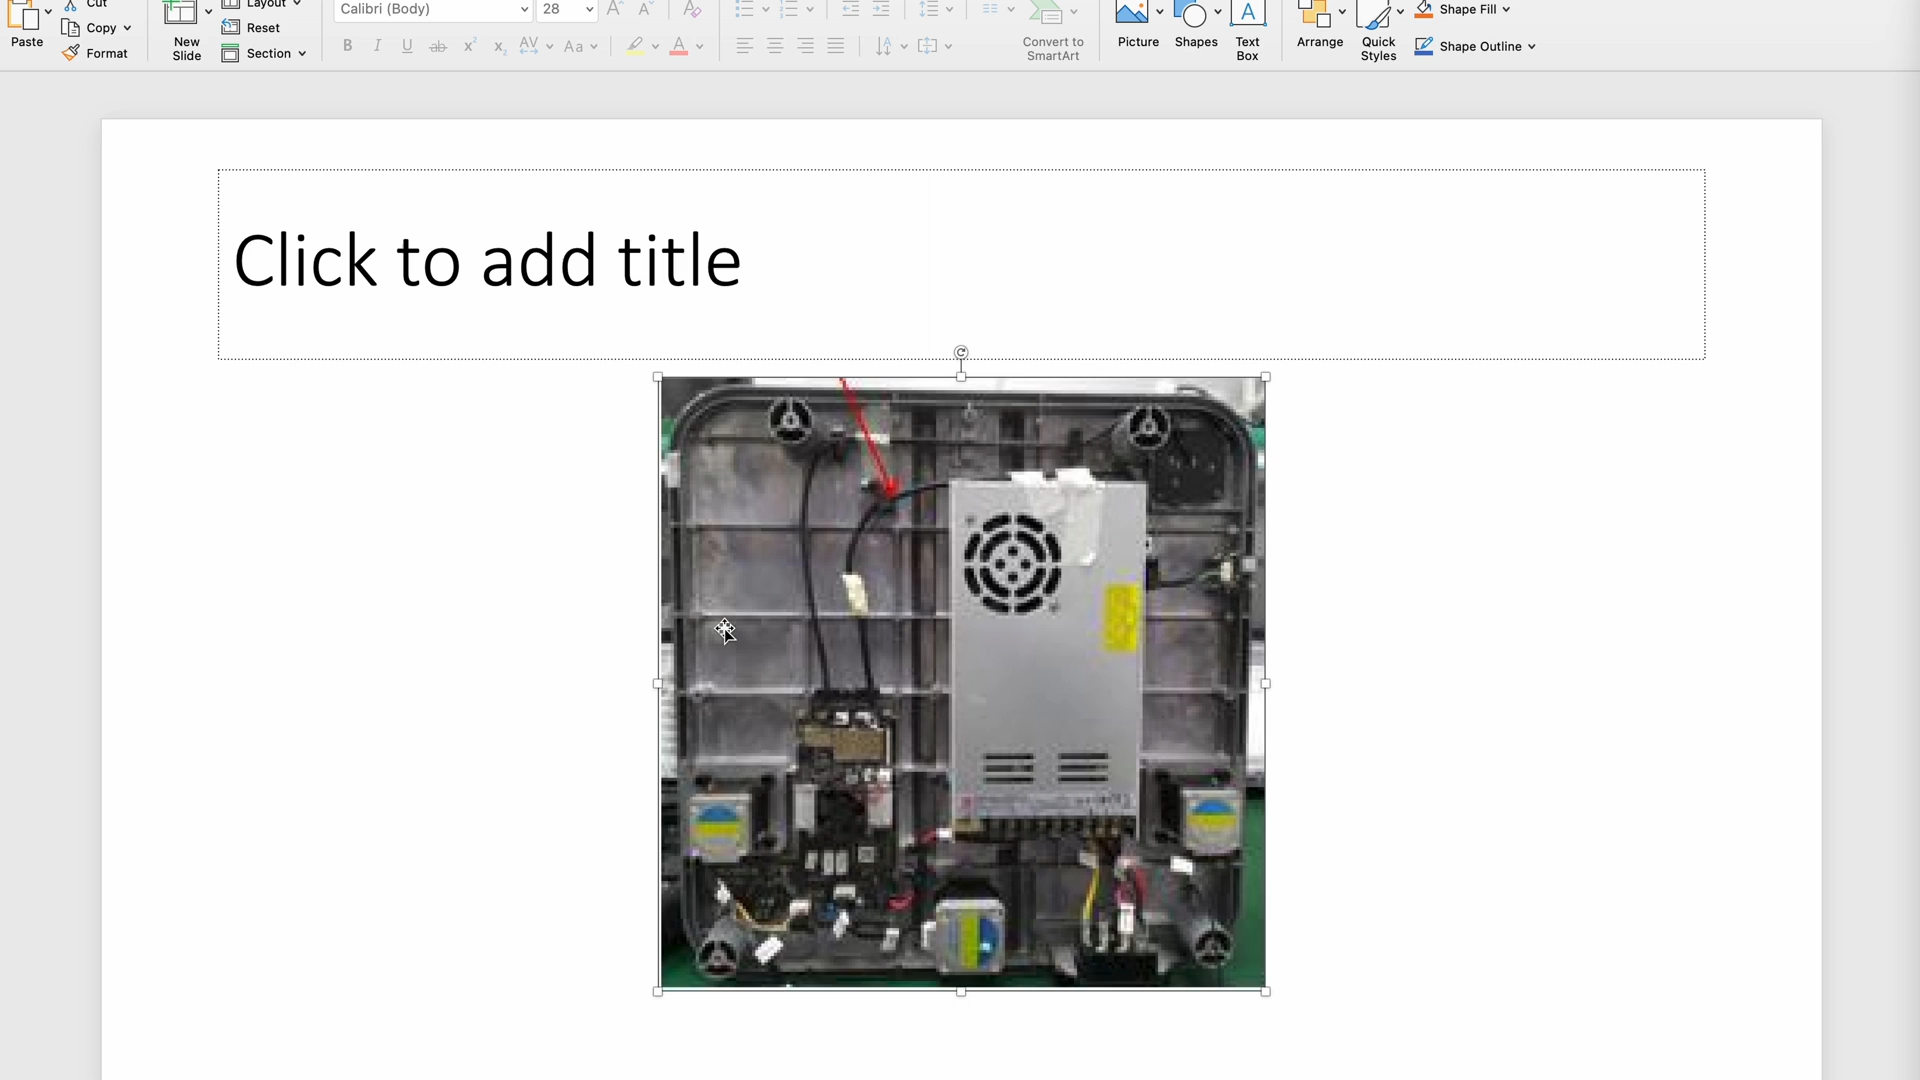 Cut
Copy
Paste
Format
New
Slide
Layout
Reset
Section
Calibri (Body)
28
Convert to
SmartArt
Picture
Shapes
Text
Box
Arrange
Quick
Styles
Shape Fill
Shape Outline
Click to add title